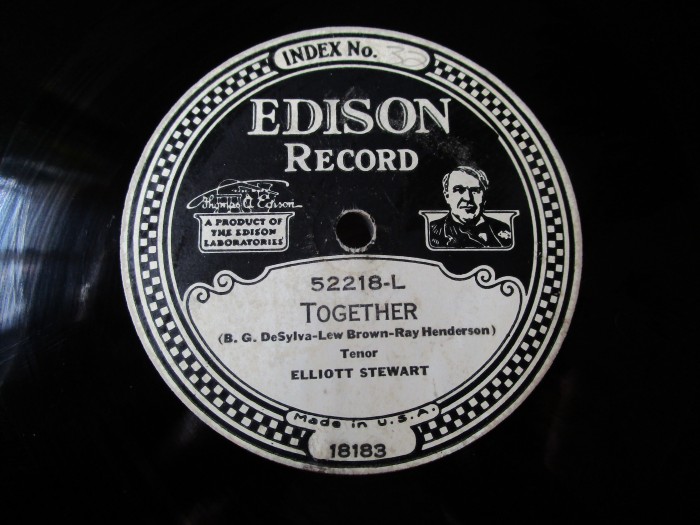 INDEX No. 32
EDISON
RECORD
Thomas A. Edison
A PRODUCT OF
THE EDISON
LABORATORIES
52218-L
TOGETHER
(B. G. DeSylva-Lew Brown-Ray Henderson)
Tenor
ELLIOTT STEWART
Made in U.S.A.
18183